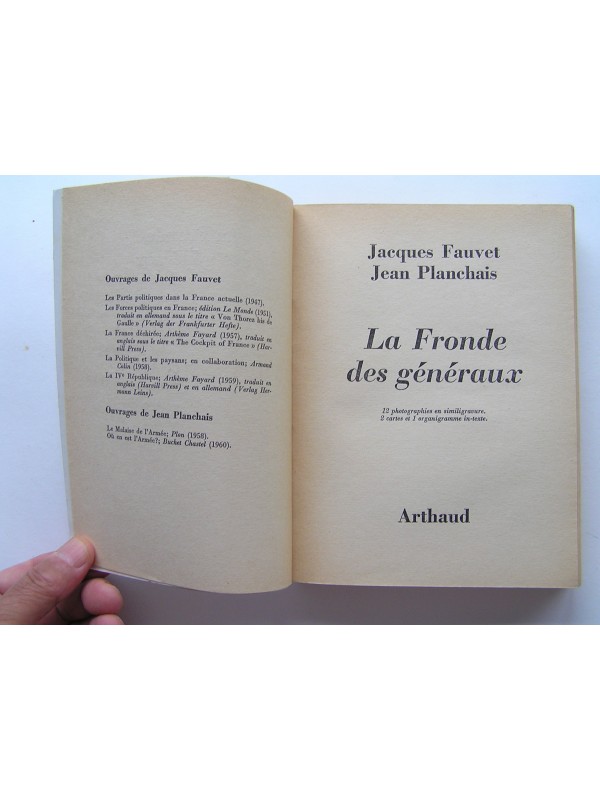 Ouvrages de Jacques Fauvet
Les Partis politiques dans la France actuelle (1947).
Les Forces politiques en France; édition Le Monde (1951),
traduit en allemand sous le titre « Von Thorez bis de
Gaulle » (Verlag der Frankfurter Hefte).
La France déchirée; Arthème Fayard (1957), traduit en
anglais sous le titre « The Cockpit of France » (Har-
vill Press).
La Politique et les paysans; en collaboration; Armand
Colin (1958).
La IVe République; Arthème Fayard (1959), traduit en
anglais (Harvill Press) et en allemand (Verlag Her-
mann Leins).
Ouvrages de Jean Planchais
Le Malaise de l'Armée; Plon (1958).
Où en est l'Armée?; Buchet Chastel (1960).
Jacques Fauvet
Jean Planchais
La Fronde
des généraux
12 photographies en similigravure.
2 cartes et 1 organigramme in-texte.
Arthaud